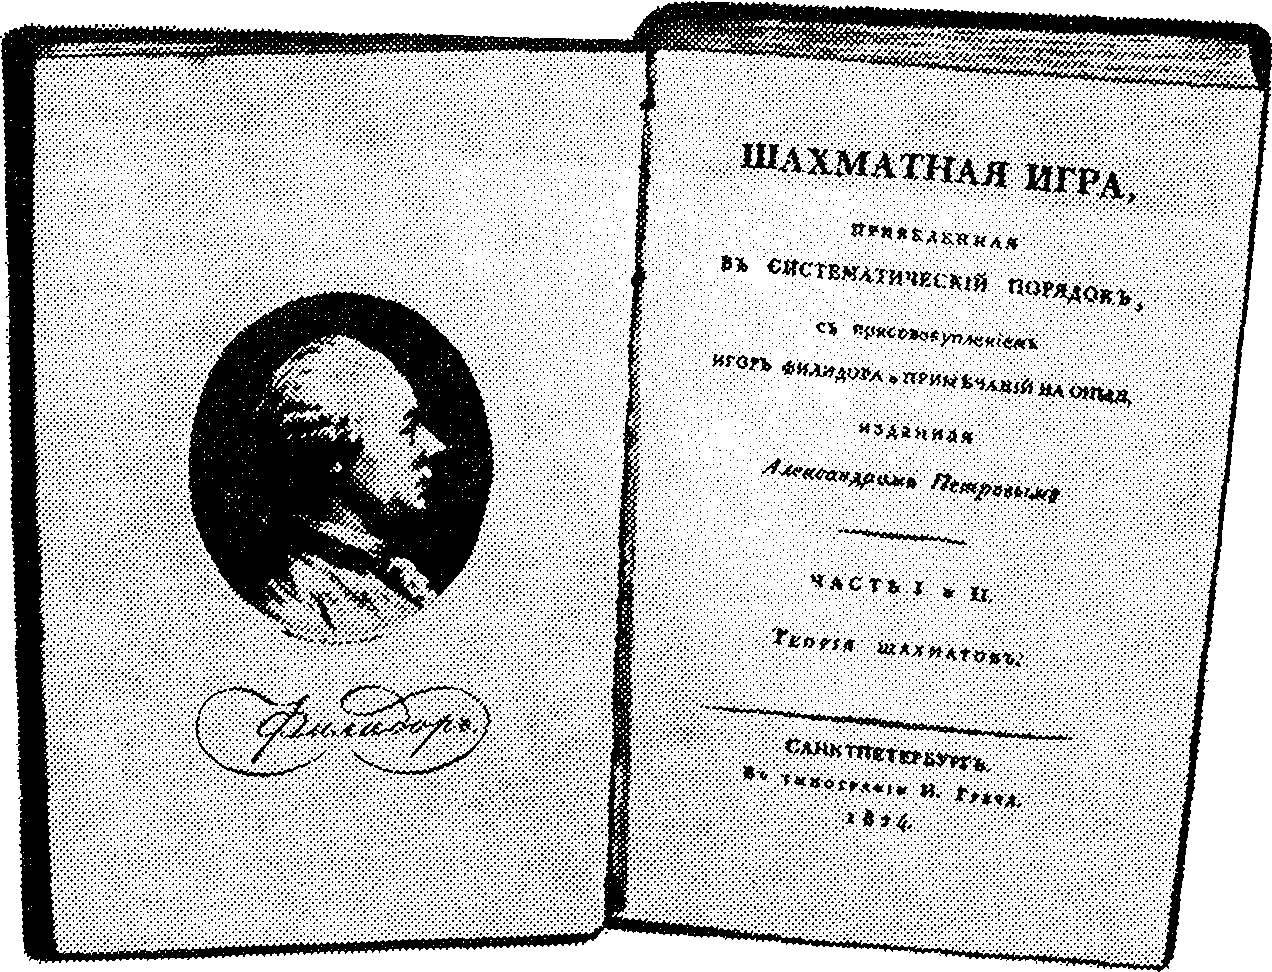 Филидоръ.
ШАХМАТНАЯ ИГРА,
ПРИВЕДЕННАЯ
ВЪ СИСТЕМАТИЧЕСКІЙ ПОРЯДОКЪ,
съ присовокупленіемъ
ИГОРЪ ФИЛИДОРА и ПРИМѢЧАНІЙ НА ОНЫЯ,
изданная
Александромъ Петровымъ
ЧАСТЬ I и II.
ТЕОРІЯ ШАХМАТОВЪ.
САНКТПЕТЕРБУРГЪ.
Въ типографіи Н. Греча.
1824.